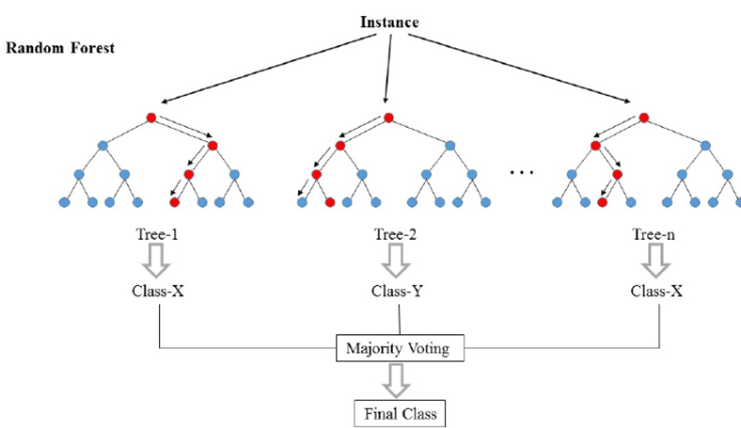 Instance
Random Forest
...
Tree-1 Tree-2 Tree-n
Class-X Class-Y Class-X
Majority Voting
Final Class